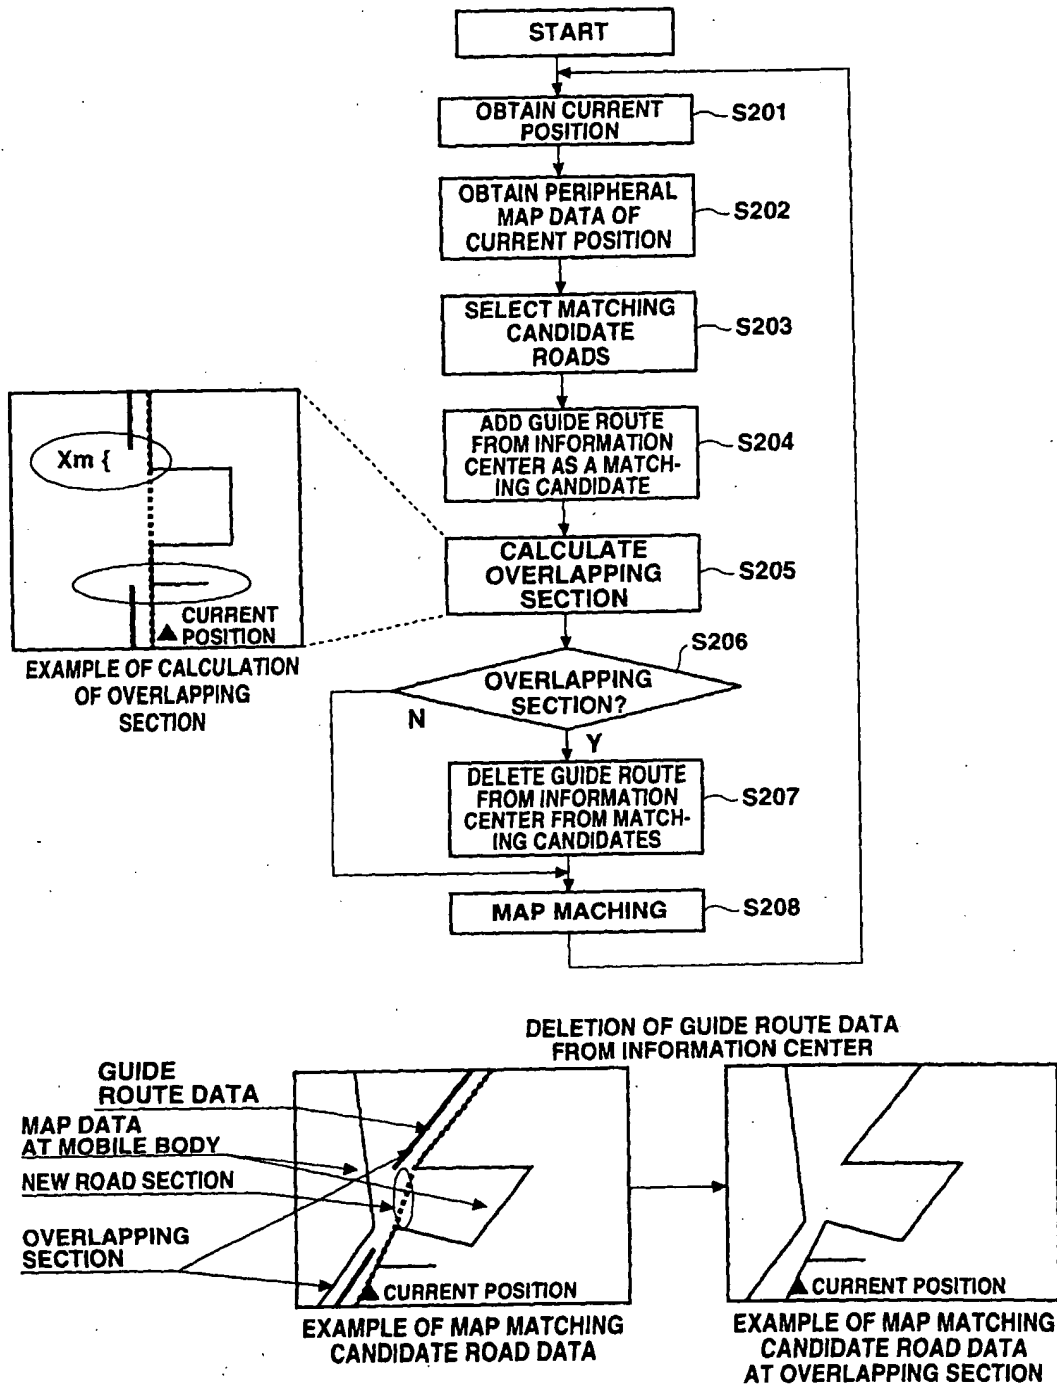 START
OBTAIN CURRENT
POSITION
S201
OBTAIN PERIPHERAL
MAP DATA OF
CURRENT POSITION
S202
SELECT MATCHING
CANDIDATE
ROADS
S203
ADD GUIDE ROUTE
FROM INFORMATION
CENTER AS A MATCH-
ING CANDIDATE
S204
Xm {
CURRENT
POSITION
EXAMPLE OF CALCULATION
OF OVERLAPPING
SECTION
CALCULATE
OVERLAPPING
SECTION
S205
S206
OVERLAPPING
SECTION?
N
Y
DELETE GUIDE ROUTE
FROM INFORMATION
CENTER FROM MATCH-
ING CANDIDATES
S207
MAP MACHING
S208
DELETION OF GUIDE ROUTE DATA
FROM INFORMATION CENTER
GUIDE
ROUTE DATA
MAP DATA
AT MOBILE BODY
NEW ROAD SECTION
OVERLAPPING
SECTION
CURRENT POSITION
EXAMPLE OF MAP MATCHING
CANDIDATE ROAD DATA
CURRENT POSITION
EXAMPLE OF MAP MATCHING
CANDIDATE ROAD DATA
AT OVERLAPPING SECTION